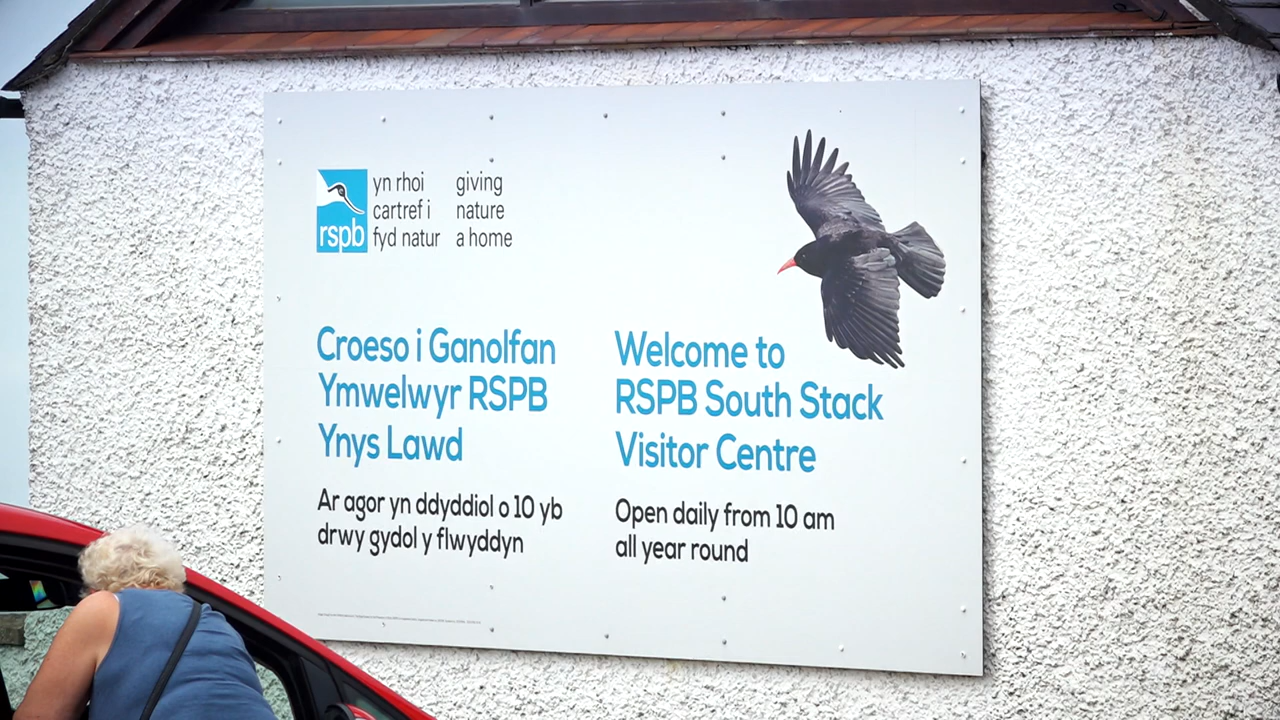 yn rhoi
cartref i
fyd natur
giving
nature
a home
rspb
Croeso i Ganolfan
Ymwelwyr RSPB
Ynys Lawd
Ar agor yn ddyddiol o 10 yb
drwy gydol y flwyddyn
Welcome to
RSPB South Stack
Visitor Centre
Open daily from 10 am
all year round